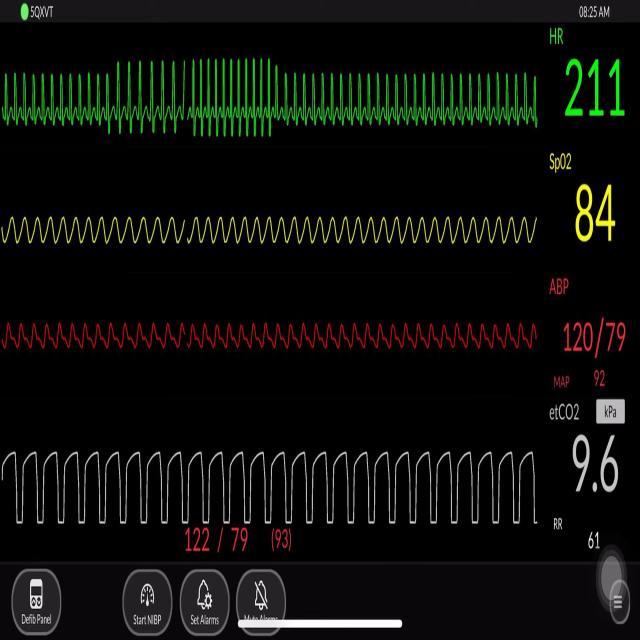 5QXVT
08:25 AM
HR
211
SpO2
84
ABP
120/79
MAP 92
etCO2 kPa
9.6
RR
61
122 / 79 (93)
Defib Panel
Start NIBP
Set Alarms
Mute Alarms